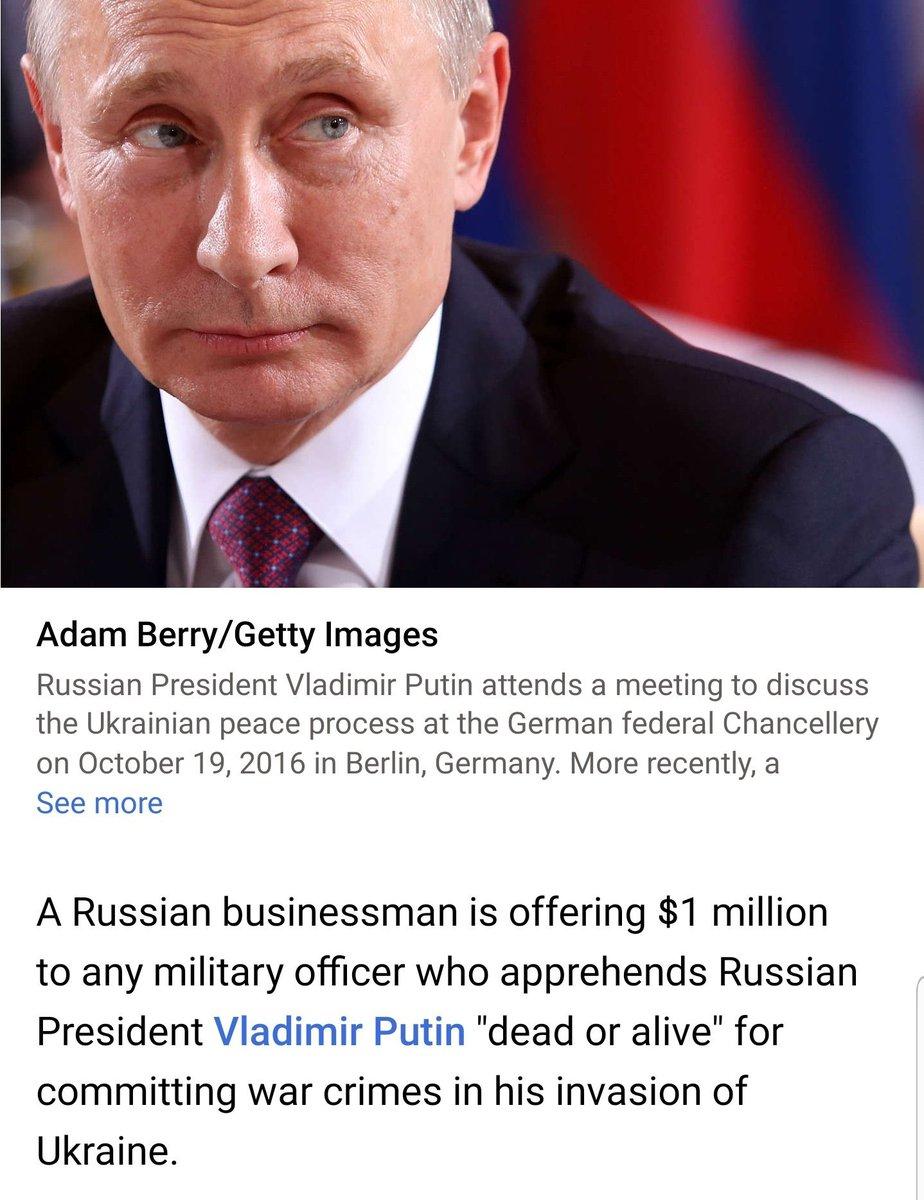 Adam Berry/Getty Images
Russian President Vladimir Putin attends a meeting to discuss
the Ukrainian peace process at the German federal Chancellery
on October 19, 2016 in Berlin, Germany. More recently, a
See more
A Russian businessman is offering $1 million
to any military officer who apprehends Russian
President Vladimir Putin "dead or alive" for
committing war crimes in his invasion of
Ukraine.